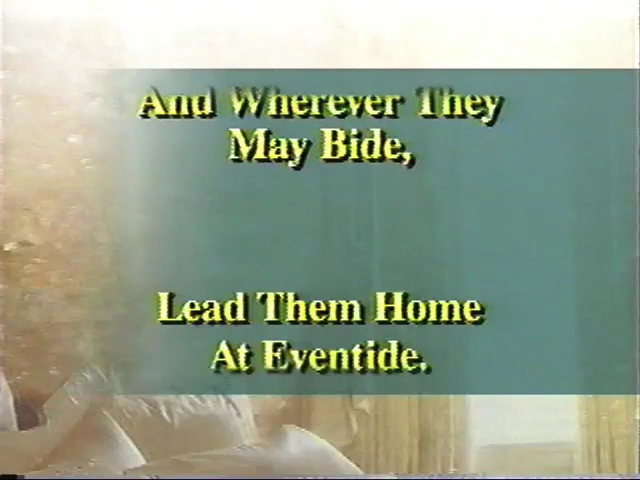 And Wherever They
May Bide,
Lead Them Home
At Eventide.